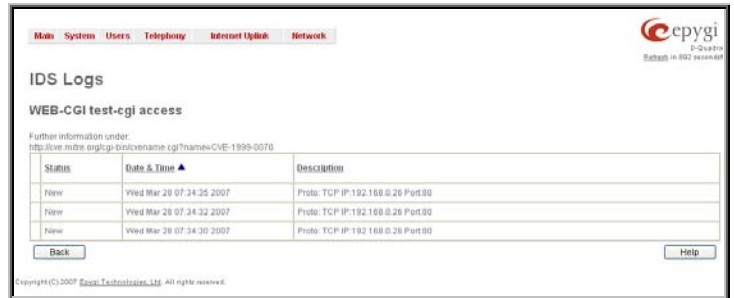 Main System Users Telephony Internet Uplink Network
epygi
D-Quadro
Refresh in 892 seconds!
IDS Logs
WEB-CGI test-cgi access
Further information under:
http://cve.mitre.org/cgi-bin/cvename.cgi?name=CVE-1999-0070
Status Date & Time ▲ Description
New Wed Mar 28 07:34:35 2007 Proto: TCP IP:192.168.0.26 Port:80
New Wed Mar 28 07:34:32 2007 Proto: TCP IP:192.168.0.26 Port:80
New Wed Mar 28 07:34:30 2007 Proto: TCP IP:192.168.0.26 Port:80
Back Help
Copyright (C) 2007 Epygi Technologies, Ltd. All rights reserved.